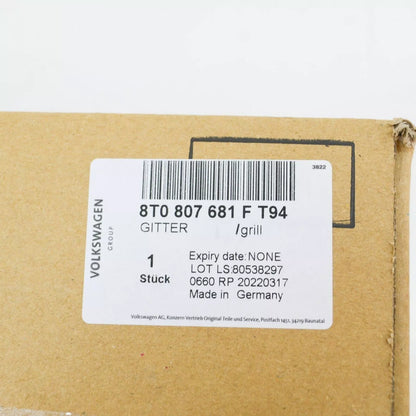 3822
VOLKSWAGEN
GROUP
8T0 807 681 F T94
GITTER /grill
1
Stück
Expiry date:NONE
LOT LS:80538297
0660 RP 20220317
Made in Germany
Volkswagen AG, Konzern Vertrieb Original Teile und Service, Postfach 1451, 34219 Baunatal